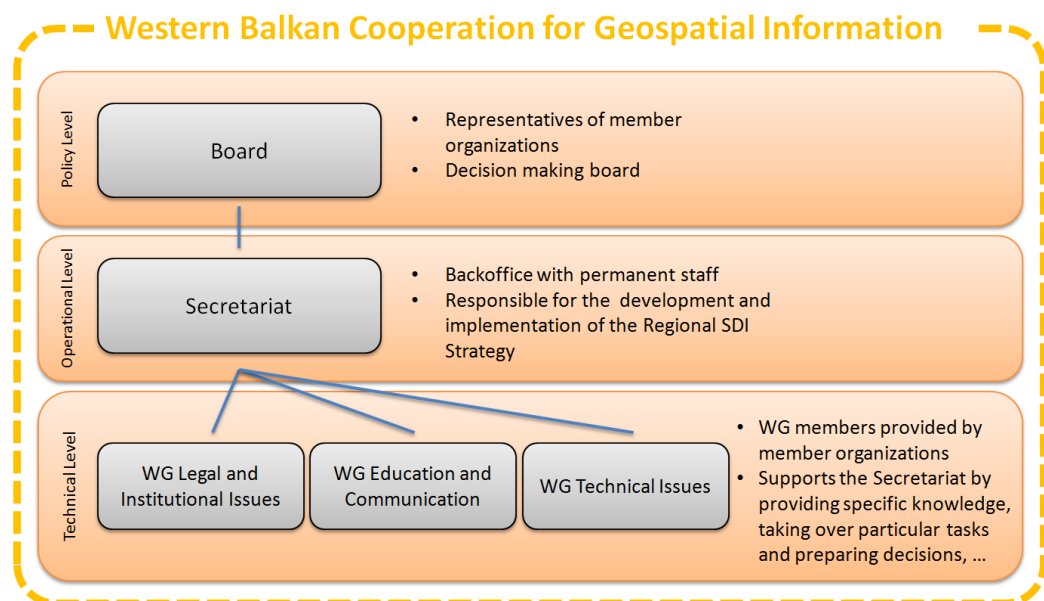 Western Balkan Cooperation for Geospatial Information
Policy Level
Board
• Representatives of member
organizations
• Decision making board
Operational Level
Secretariat
• Backoffice with permanent staff
• Responsible for the development and
implementation of the Regional SDI
Strategy
Technical Level
WG Legal and
Institutional Issues
WG Education and
Communication
WG Technical Issues
• WG members provided by
member organizations
• Supports the Secretariat by
providing specific knowledge,
taking over particular tasks
and preparing decisions, ...